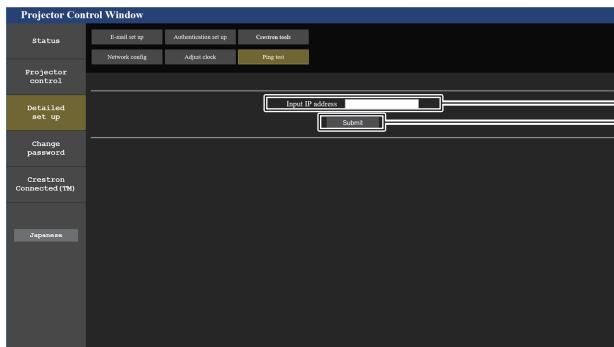 Projector Control Window
Status
Projector
control
Detailed
set up
Change
password
Crestron
Connected(TM)
Japanese
E-mail set up
Authentication set up
Crestron tools
Network config
Adjust clock
Ping test
Input IP address
Submit